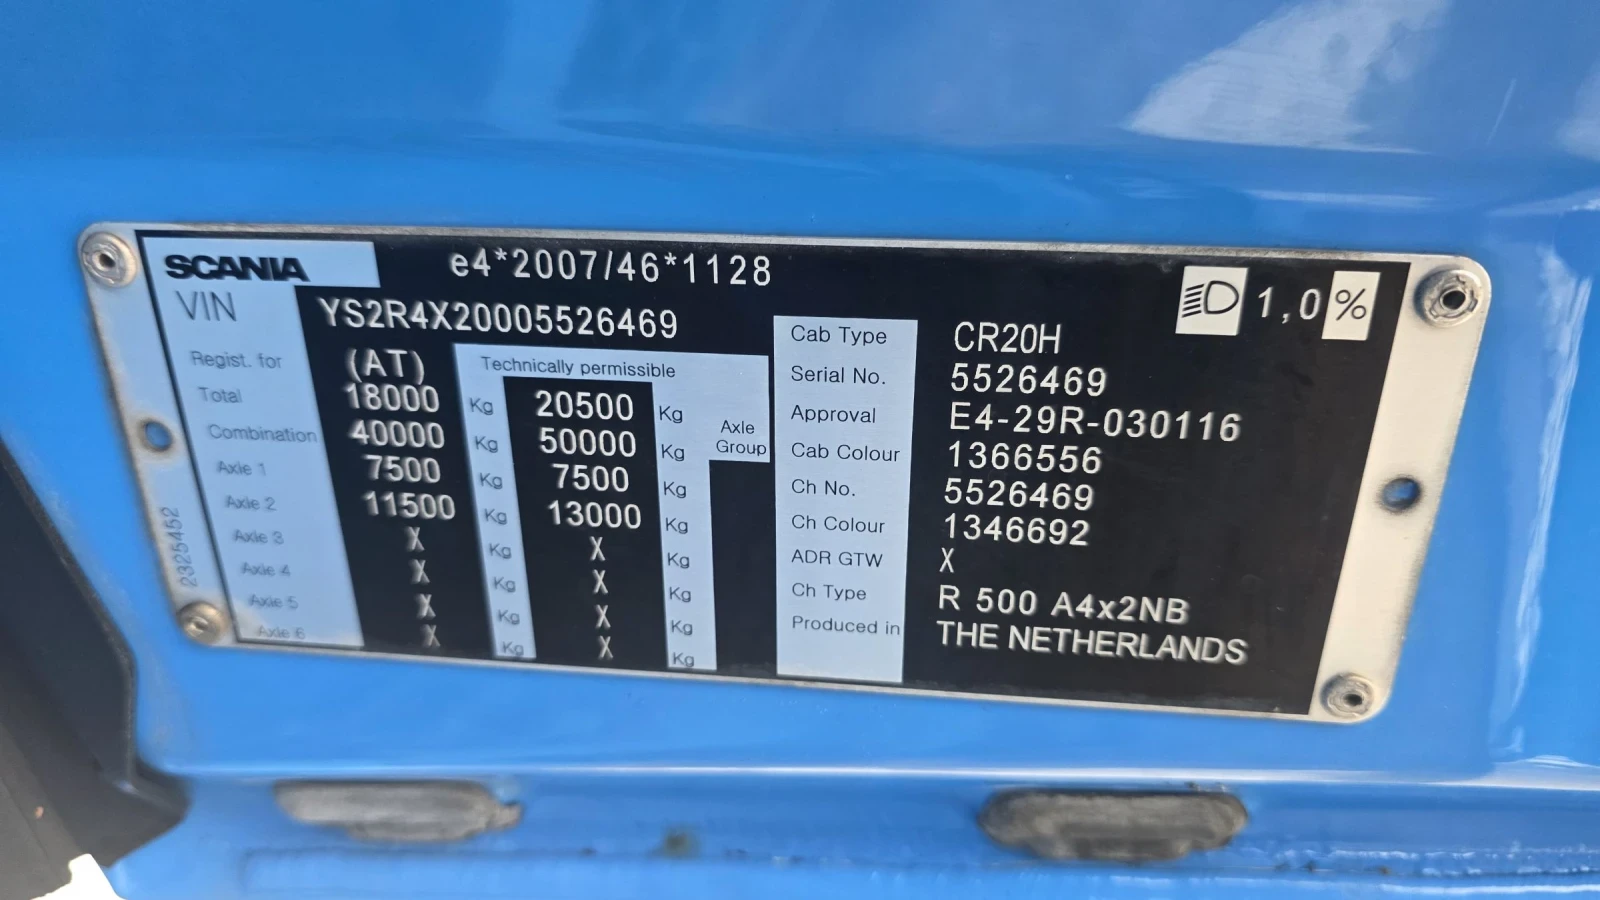 SCANIA e4*2007/46*1128
VIN YS2R4X20005526469
1,0 %
Regist. for (AT) Technically permissible
Total 18000 Kg 20500 Kg
Combination 40000 Kg 50000 Kg
Axle 1 7500 Kg 7500 Kg
Axle 2 11500 Kg 13000 Kg
Axle 3 X Kg X Kg
Axle 4 X Kg X Kg
Axle 5 X Kg X Kg
Axle 6 X Kg X Kg
Axle
Group
Cab Type CR20H
Serial No. 5526469
Approval E4-29R-030116
Cab Colour 1366556
Ch No. 5526469
Ch Colour 1346692
ADR GTW X
Ch Type R 500 A4x2NB
Produced in THE NETHERLANDS
2325452